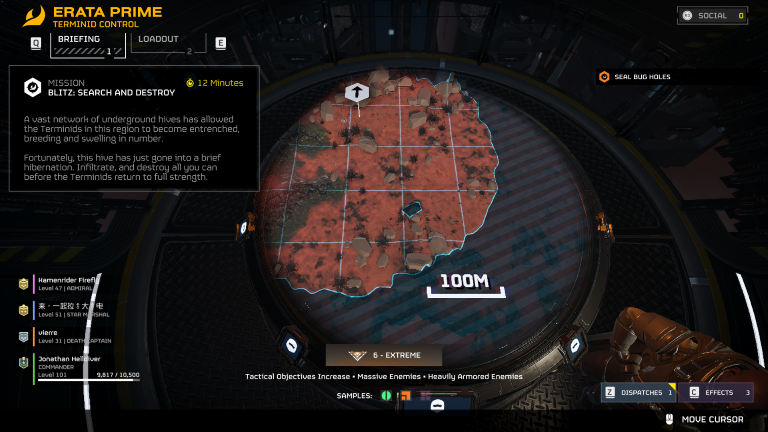 ERATA PRIME
TERMINID CONTROL
Q
BRIEFING
1
LOADOUT
2
E
SOCIAL 0
MISSION
12 Minutes
BLITZ: SEARCH AND DESTROY
A vast network of underground hives has allowed
the Terminids in this region to become entrenched,
breeding and swelling in number.
Fortunately, this hive has just gone into a brief
hibernation. Infiltrate, and destroy all you can
before the Terminids return to full strength.
SEAL BUG HOLES
100M
Kamenrider Firefl
Level 47 | ADMIRAL
Level 51 | STAR MARSHAL
vierre
Level 31 | DEATH CAPTAIN
Jonathan Helldiver
COMMANDER
Level 101 9,817 / 10,500
6 - EXTREME
Tactical Objectives Increase • Massive Enemies • Heavily Armored Enemies
SAMPLES:
Z DISPATCHES 1
C EFFECTS 3
MOVE CURSOR